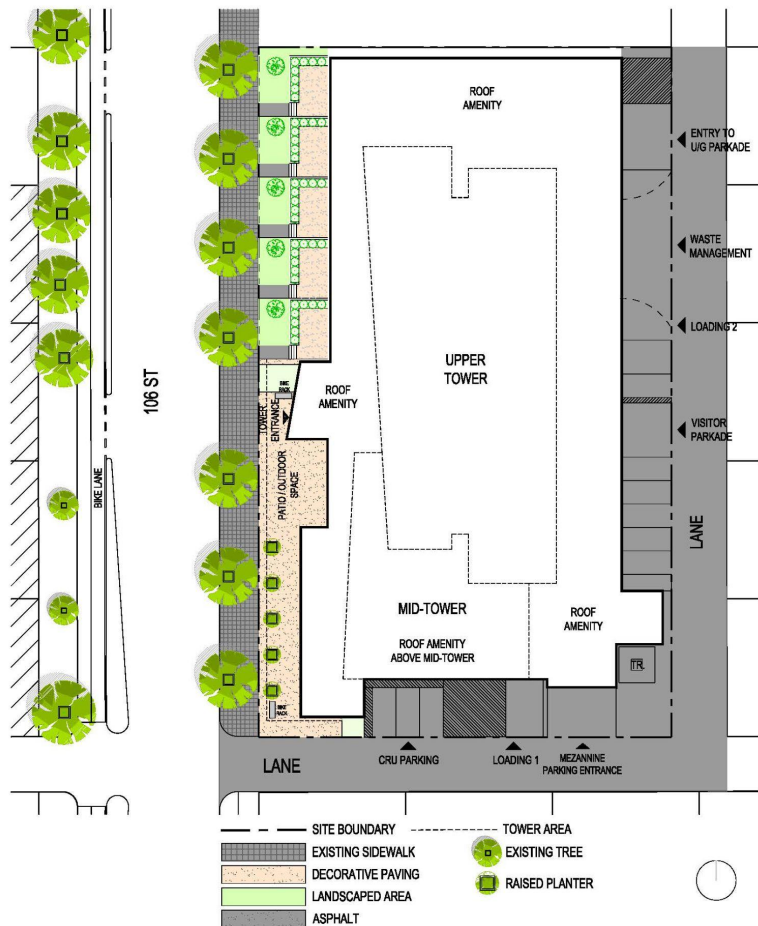 ROOF
AMENITY
ENTRY TO
U/G PARKADE
WASTE
MANAGEMENT
LOADING 2
UPPER
TOWER
106 ST
ROOF
AMENITY
BIKE
RACK
TOWER
ENTRANCE
VISITOR
PARKADE
PATIO / OUTDOOR
SPACE
BIKE LANE
LANE
MID-TOWER
ROOF
AMENITY
ROOF AMENITY
ABOVE MID-TOWER
TR.
BIKE
RACK
LANE
CRU PARKING
LOADING 1
MEZZANINE
PARKING ENTRANCE
SITE BOUNDARY
TOWER AREA
EXISTING SIDEWALK
EXISTING TREE
DECORATIVE PAVING
RAISED PLANTER
LANDSCAPED AREA
ASPHALT